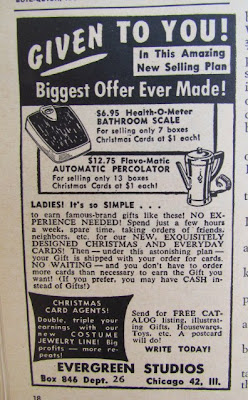 GIVEN TO YOU!
In This Amazing
New Selling Plan
Biggest Offer Ever Made!
$6.95 Health-O-Meter
BATHROOM SCALE
For selling only 7 boxes
Christmas Cards at $1 each!
$12.75 Flavo-Matic
AUTOMATIC PERCOLATOR
For selling only 13 boxes
Christmas Cards at $1 each!
LADIES! It's so SIMPLE . . .
to earn famous-brand gifts like these! NO EX-
PERIENCE NEEDED! Spend just a few hours
a week, spare time, taking orders of friends,
neighbors, etc. for our NEW, EXQUISITELY
DESIGNED CHRISTMAS AND EVERYDAY
CARDS! Then—under this astonishing plan—
your Gift is shipped with your order for cards.
NO WAITING—and you don't have to order
more cards than necessary to earn the Gift you
want! (If you prefer, you may have CASH in-
stead of Gifts!)
CHRISTMAS
CARD AGENTS!
Double, triple your
earnings with our
new COSTUME
JEWELRY LINE! Big
profits — more re-
peats!
Send for FREE CAT-
ALOG listing, illustrat-
ing Gifts, Housewares,
Toys, etc. A postcard will
do!
WRITE TODAY!
EVERGREEN STUDIOS
Box 846 Dept. 26 Chicago 42, Ill.
18